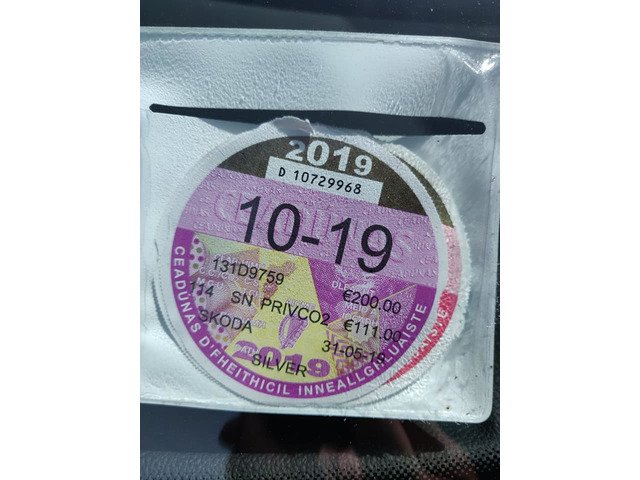 2019
D 10729968
10-19
131D9759
€200.00
114 SN PRIVCO2 €111.00
SKODA 31-05-19
SILVER
2019
CEADÚNAS D'FHEITHICIL INNEALLGHLUAISTE